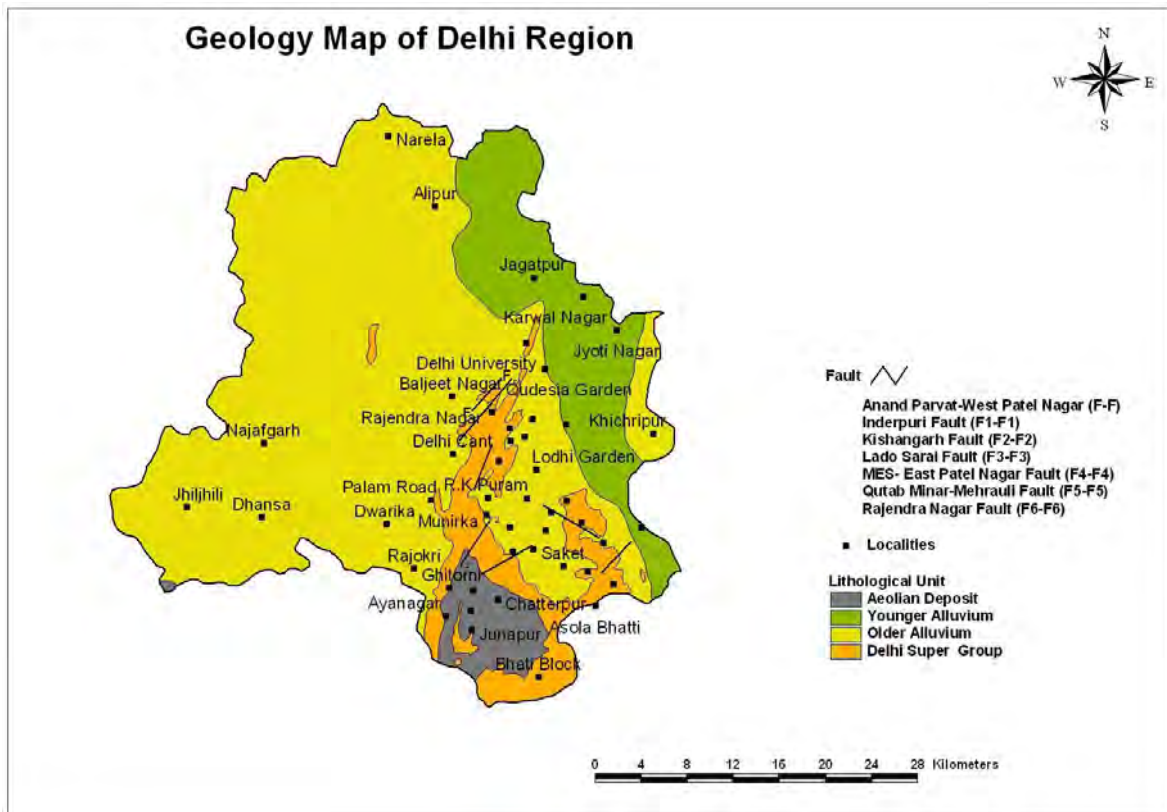 Geology Map of Delhi Region
N
W
E
S
Narela
Alipur
Jagatpur
Karwal Nagar
Jyoti Nagar
Delhi University
F
Baljeet Nagar
Qudesia Garden
F
Rajendra Nagar
Khichripur
Najafgarh
Delhi Cant
Lodhi Garden
R.K Puram
Palam Road
Jhiljhili
Dhansa
Dwarika
Munirka
Rajokri
Saket
Ghitorni
Ayanagar
Chatterpur
Asola Bhatti
Junapur
Bhati Block
Fault
Anand Parvat-West Patel Nagar (F-F)
Inderpuri Fault (F1-F1)
Kishangarh Fault (F2-F2)
Lado Sarai Fault (F3-F3)
MES- East Patel Nagar Fault (F4-F4)
Qutab Minar-Mehrauli Fault (F5-F5)
Rajendra Nagar Fault (F6-F6)
Localities
Lithological Unit
Aeolian Deposit
Younger Alluvium
Older Alluvium
Delhi Super Group
0 4 8 12 16 20 24 28 Kilometers